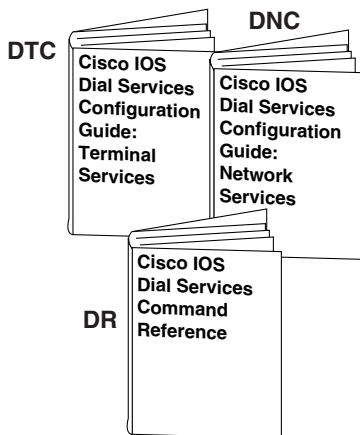 DTC
Cisco IOS
Dial Services
Configuration
Guide:
Terminal
Services
DNC
Cisco IOS
Dial Services
Configuration
Guide:
Network
Services
DR
Cisco IOS
Dial Services
Command
Reference